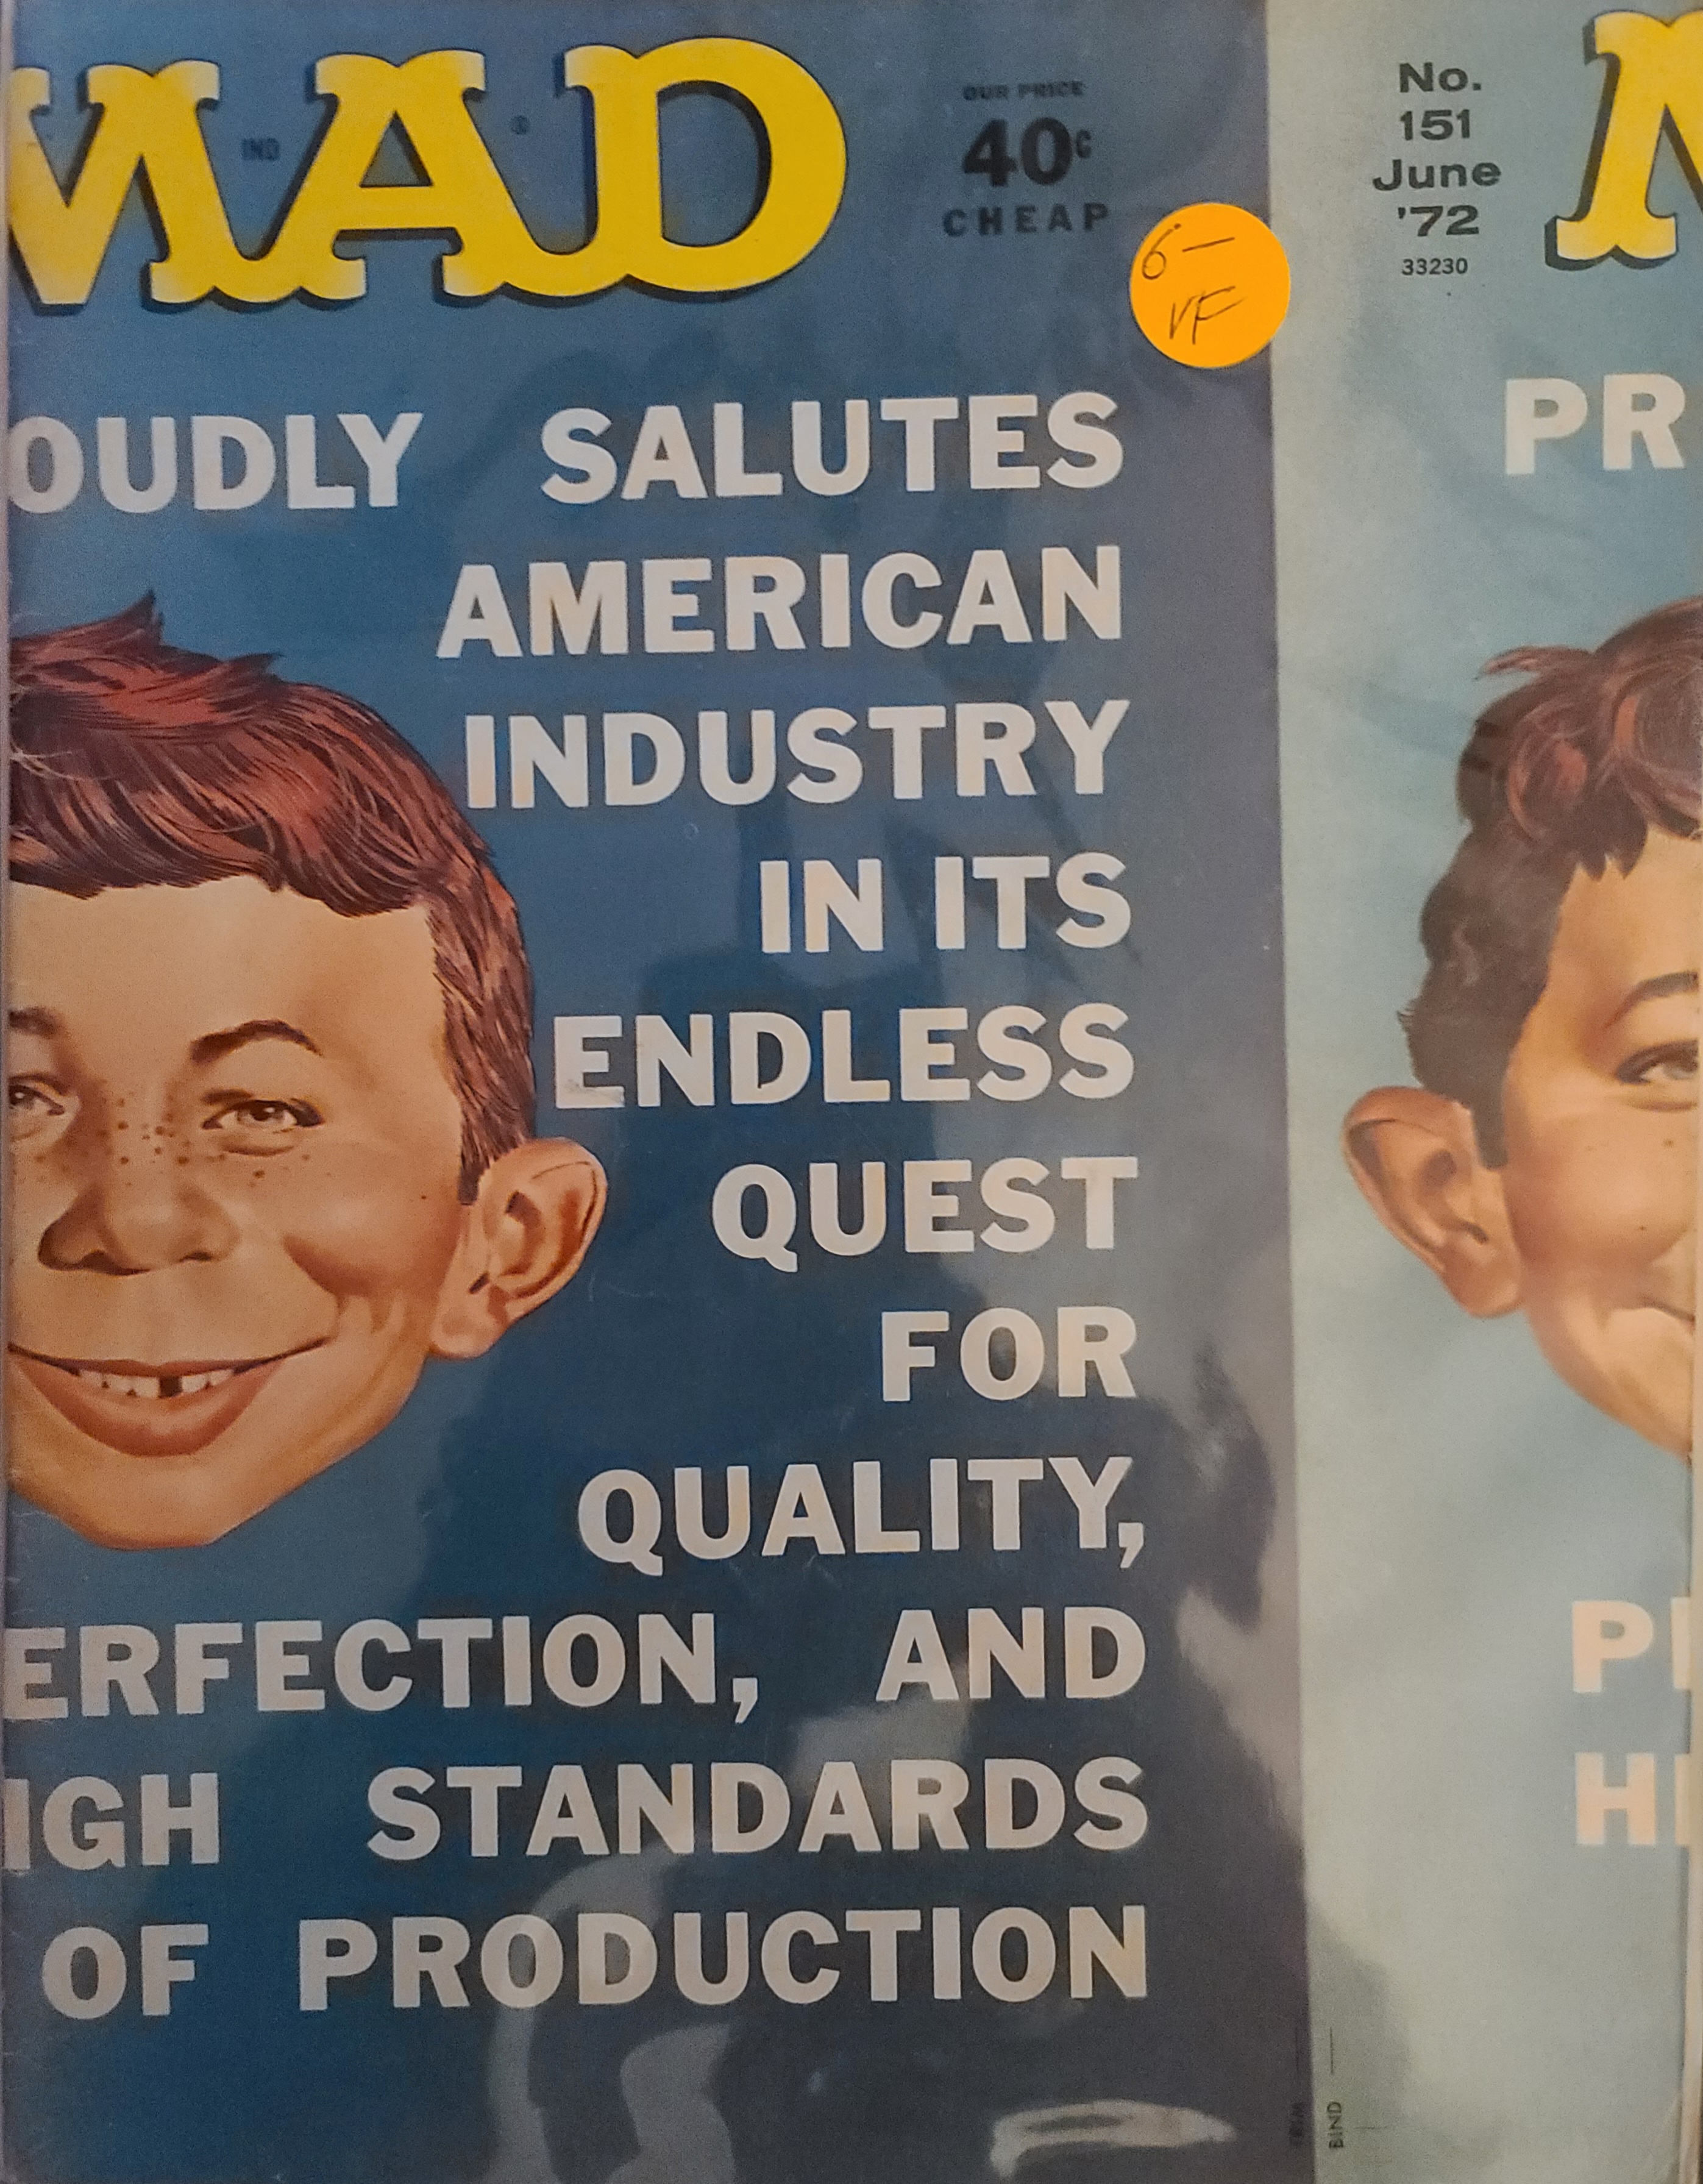 MAD
IND
®
OUR PRICE
40¢
CHEAP
No.
151
June
'72
33230
6—
VF
OUDLY SALUTES
PR
AMERICAN
INDUSTRY
IN ITS
ENDLESS
QUEST
FOR
QUALITY,
ERFECTION, AND
P
IGH STANDARDS
H
OF PRODUCTION
BIND